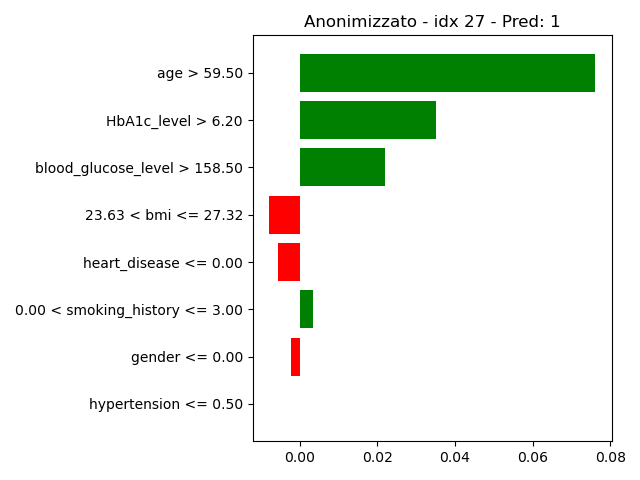 Anonimizzato - idx 27 - Pred: 1
age > 59.50
HbA1c_level > 6.20
blood_glucose_level > 158.50
23.63 < bmi <= 27.32
heart_disease <= 0.00
0.00 < smoking_history <= 3.00
gender <= 0.00
hypertension <= 0.50
0.00 0.02 0.04 0.06 0.08